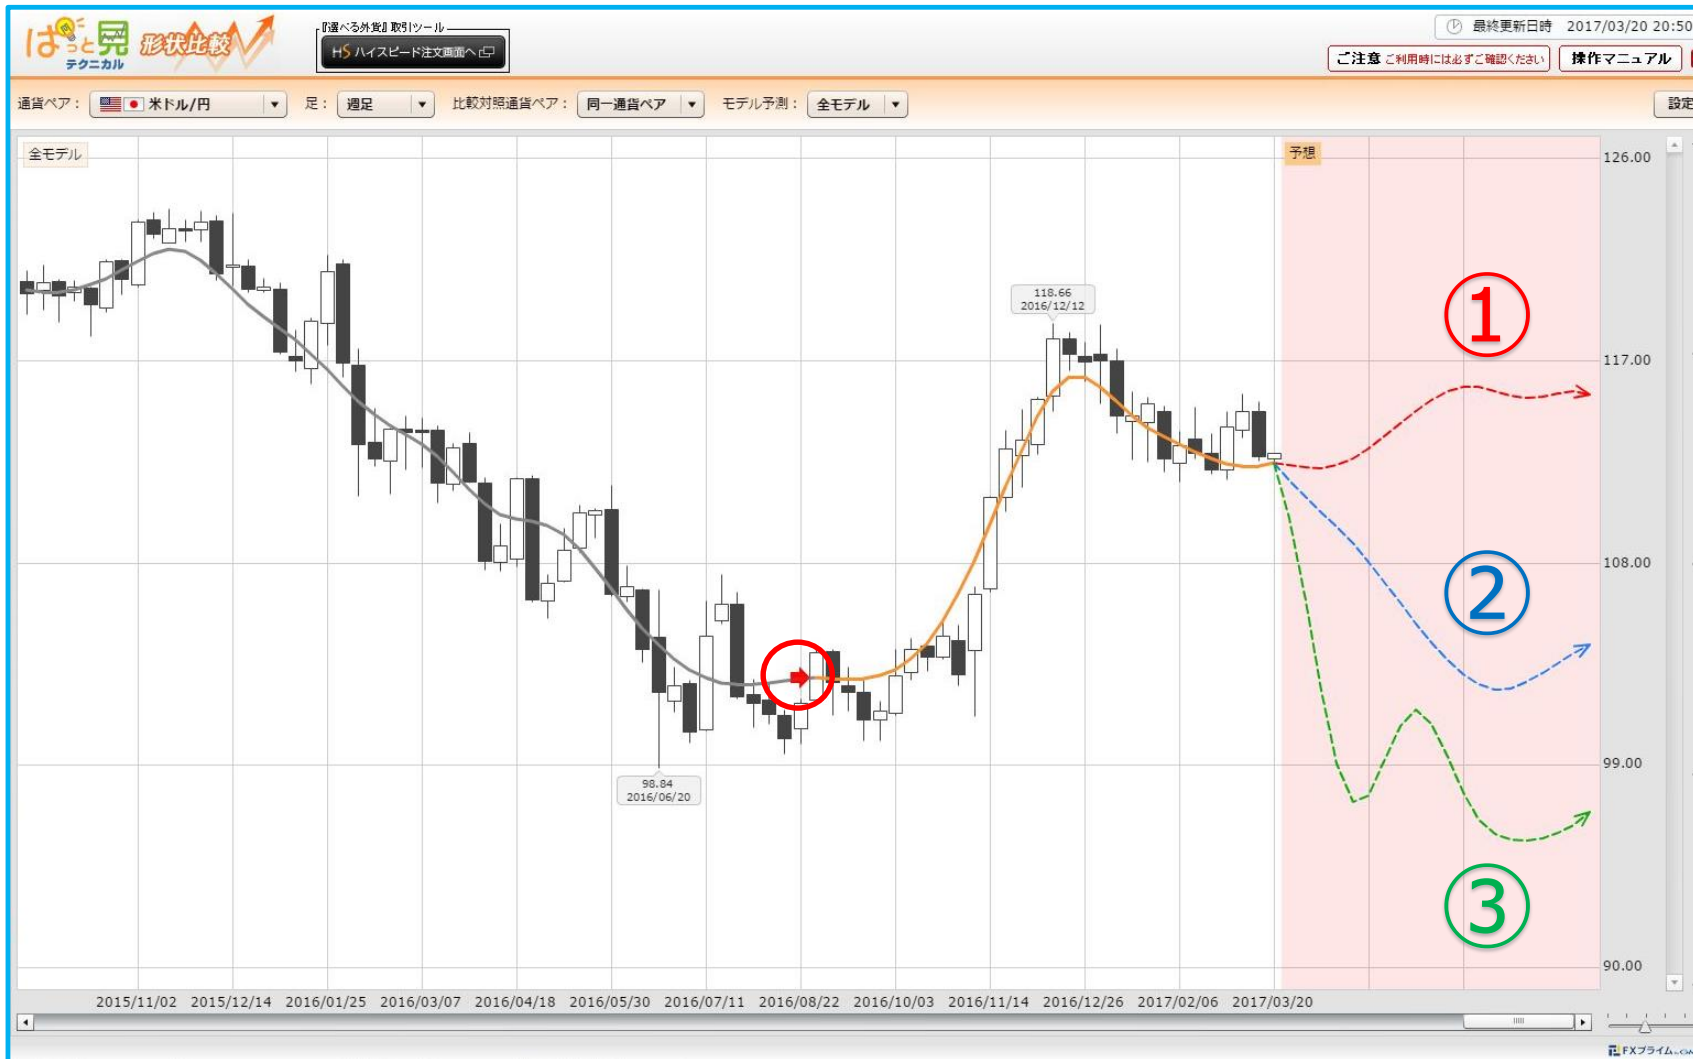 ぱっと見
テクニカル
形状比較
『選べる外貨』取引ツール
HS ハイスピード注文画面へ
最終更新日時 2017/03/20 20:50
ご注意 ご利用時には必ずご確認ください
操作マニュアル
通貨ペア： 米ドル/円 足： 週足 比較対照通貨ペア： 同一通貨ペア モデル予測： 全モデル
設定
全モデル
予想
126.00
117.00
108.00
99.00
90.00
118.66
2016/12/12
98.84
2016/06/20
①
②
③
2015/11/02 2015/12/14 2016/01/25 2016/03/07 2016/04/18 2016/05/30 2016/07/11 2016/08/22 2016/10/03 2016/11/14 2016/12/26 2017/02/06 2017/03/20
FXプライム